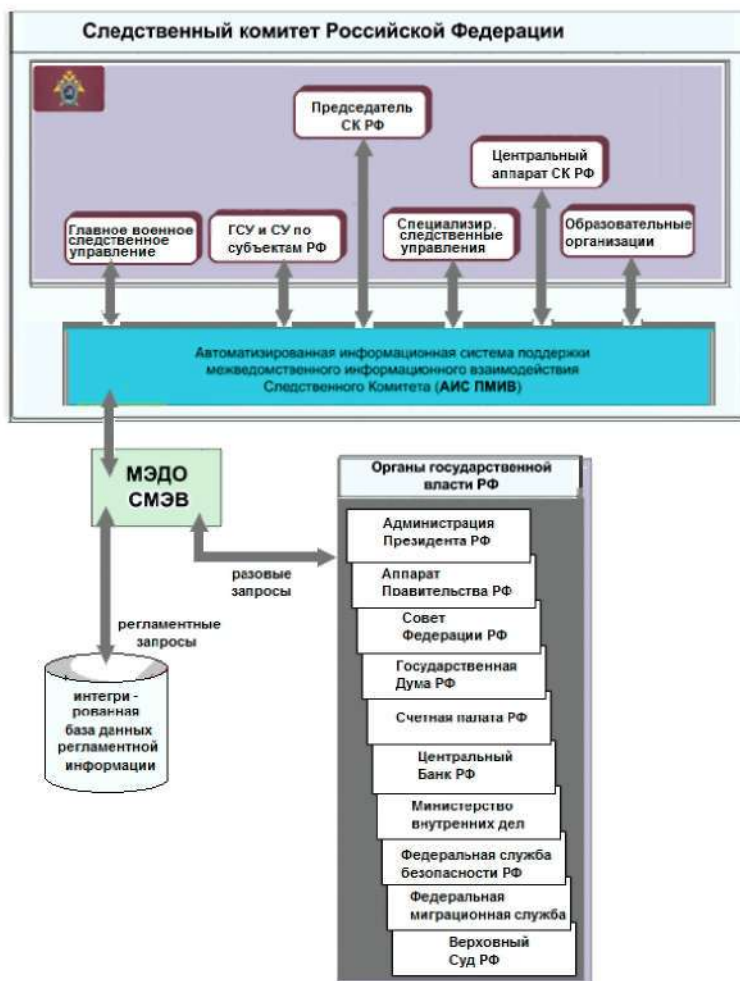 Следственный комитет Российской Федерации
Председатель
СК РФ
Центральный
аппарат СК РФ
Главное военное
следственное
управление
ГСУ и СУ по
субъектам РФ
Специализир.
следственные
управления
Образовательные
организации
Автоматизированная информационная система поддержки
межведомственного информационного взаимодействия
Следственного Комитета (АИС ПМИВ)
МЭДО
СМЭВ
Органы государственной
власти РФ
Администрация
Президента РФ
Аппарат
Правительства РФ
Совет
Федерации РФ
Государственная
Дума РФ
Счетная палата РФ
Центральный
Банк РФ
Министерство
внутренних дел
Федеральная служба
безопасности РФ
Федеральная
миграционная служба
Верховный
Суд РФ
разовые
запросы
регламентные
запросы
интегри -
рованная
база данных
регламентной
информации